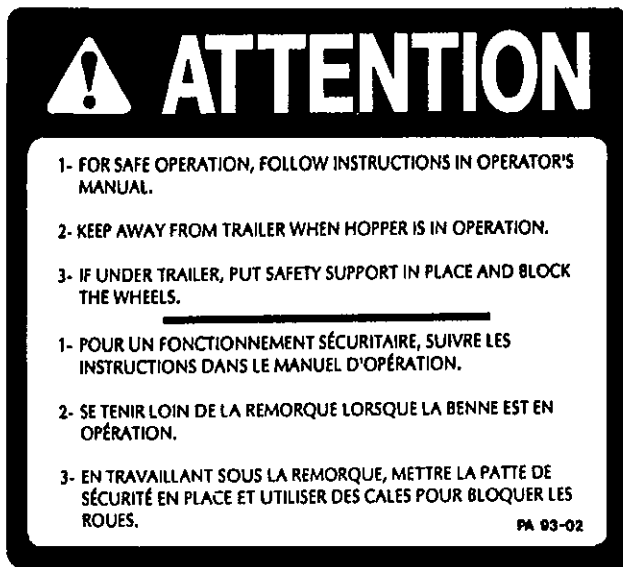 ATTENTION
1- FOR SAFE OPERATION, FOLLOW INSTRUCTIONS IN OPERATOR'S
MANUAL.
2- KEEP AWAY FROM TRAILER WHEN HOPPER IS IN OPERATION.
3- IF UNDER TRAILER, PUT SAFETY SUPPORT IN PLACE AND BLOCK
THE WHEELS.
1- POUR UN FONCTIONNEMENT SÉCURITAIRE, SUIVRE LES
INSTRUCTIONS DANS LE MANUEL D'OPÉRATION.
2- SE TENIR LOIN DE LA REMORQUE LORSQUE LA BENNE EST EN
OPÉRATION.
3- EN TRAVAILLANT SOUS LA REMORQUE, METTRE LA PATTE DE
SÉCURITÉ EN PLACE ET UTILISER DES CALES POUR BLOQUER LES
ROUES.
PA 93-02